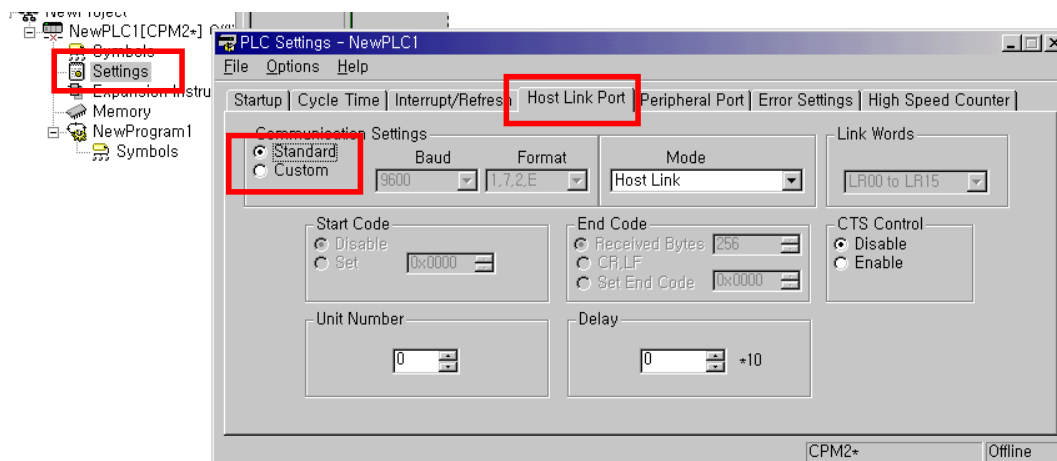 NewProject
NewPLC1[CPM2*] Offl
Symbols
Settings
Expansion Instru
Memory
NewProgram1
Symbols
PLC Settings - NewPLC1
File Options Help
Startup Cycle Time Interrupt/Refresh Host Link Port Peripheral Port Error Settings High Speed Counter
Communication Settings
Standard
Custom
Baud
9600
Format
1,7,2,E
Mode
Host Link
Link Words
LR00 to LR15
Start Code
Disable
Set 0x0000
End Code
Received Bytes 256
CR,LF
Set End Code 0x0000
CTS Control
Disable
Enable
Unit Number
0
Delay
0 *10
CPM2* Offline